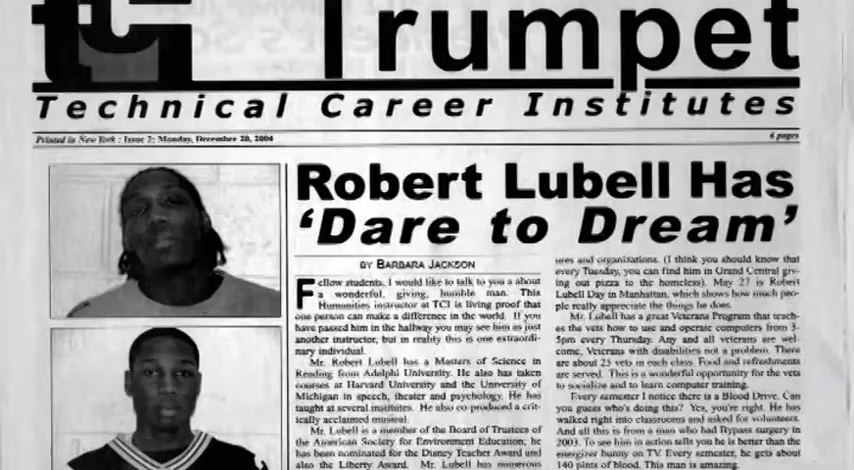 tci Trumpet
Technical Career Institutes
Printed in New York : Issue 2: Monday, December 20, 2004
6 pages
Robert Lubell Has
‘Dare to Dream’
BY BARBARA JACKSON
Fellow students, I would like to talk to you a about
a wonderful, giving, humble man. This
Humanities instructor at TCI is living proof that
one person can make a difference in the world. If you
have passed him in the hallway you may see him as just
another instructor, but in reality this is one extraordi-
nary individual.
Mr. Robert Lubell has a Masters of Science in
Reading from Adelphi University. He also has taken
courses at Harvard University and the University of
Michigan in speech, theater and psychology. He has
taught at several institutes. He also co-produced a crit-
ically acclaimed musical.
Mr. Lubell is a member of the Board of Trustees of
the American Society for Environment Education; he
has been nominated for the Disney Teacher Award and
also the Liberty Award. Mr. Lubell has numerous
ures and organizations. (I think you should know that
every Tuesday, you can find him in Grand Central giv-
ing out pizza to the homeless). May 27 is Robert
Lubell Day in Manhattan, which shows how much peo-
ple really appreciate the things he does.
Mr. Lubell has a great Veterans Program that teach-
es the vets how to use and operate computers from 3-
5pm every Thursday. Any and all veterans are wel-
come, Veterans with disabilities not a problem. There
are about 25 vets in each class. Food and refreshments
are served. This is a wonderful opportunity for the vets
to socialize and to learn computer training.
Every semester I notice there is a Blood Drive. Can
you guess who's doing this? Yes, you're right. He has
walked right into classrooms and asked for volunteers.
And all this is from a man who had Bypass surgery in
2003. To see him in action tells you he is better than the
energizer bunny on TV. Every semester, he gets about
140 pints of blood. This man is amazing